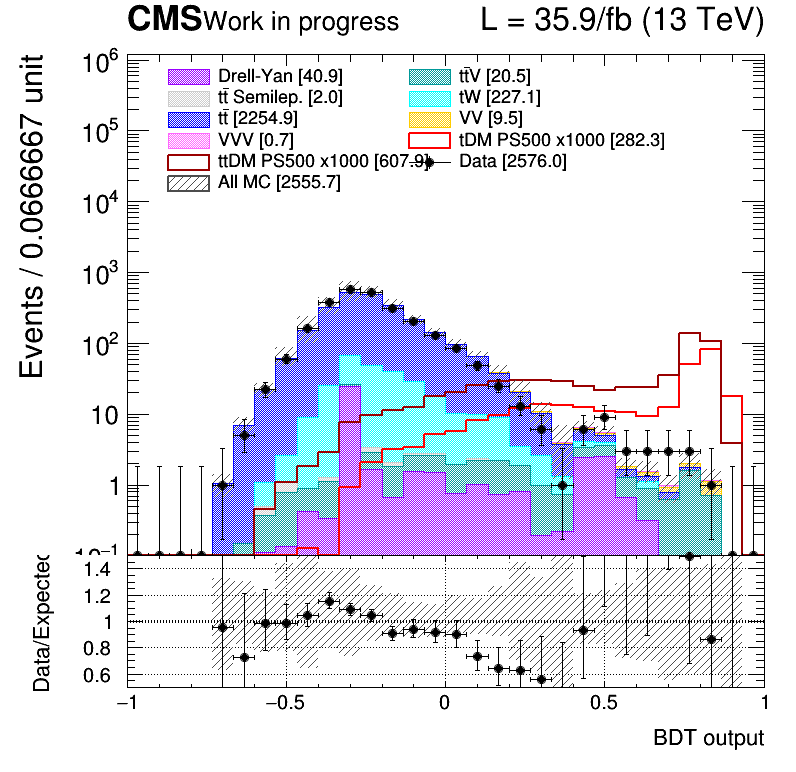 CMS Work in progress L = 35.9/fb (13 TeV)
Events / 0.0666667 unit
10⁶
10⁵
10⁴
10³
10²
10
1
10⁻¹
Drell-Yan [40.9]
tt̄V [20.5]
tt̄ Semilep. [2.0]
tW [227.1]
tt̄ [2254.9]
VV [9.5]
VVV [0.7]
tDM PS500 x1000 [282.3]
ttDM PS500 x1000 [607.9]
Data [2576.0]
All MC [2555.7]
Data/Expected
1.4
1.2
1
0.8
0.6
−1 −0.5 0 0.5 1
BDT output